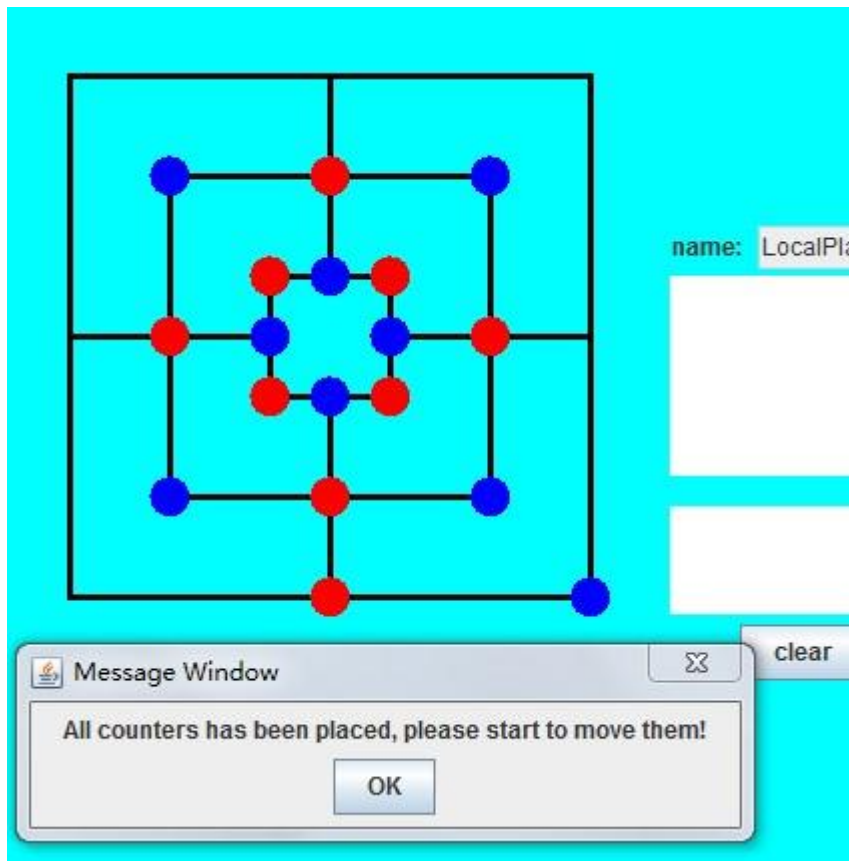 name: LocalPla
clear
Message Window
All counters has been placed, please start to move them!
OK